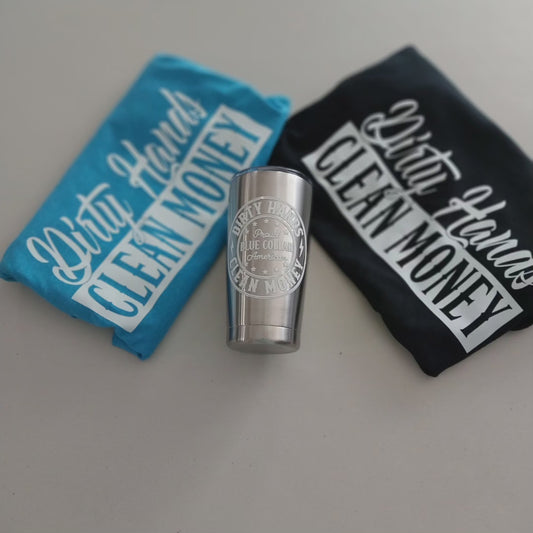 Dirty Hands
CLEAN MONEY
DIRTY HANDS
Proud
BLUE COLLAR
American
CLEAN MONEY
Dirty Hands
CLEAN MONEY